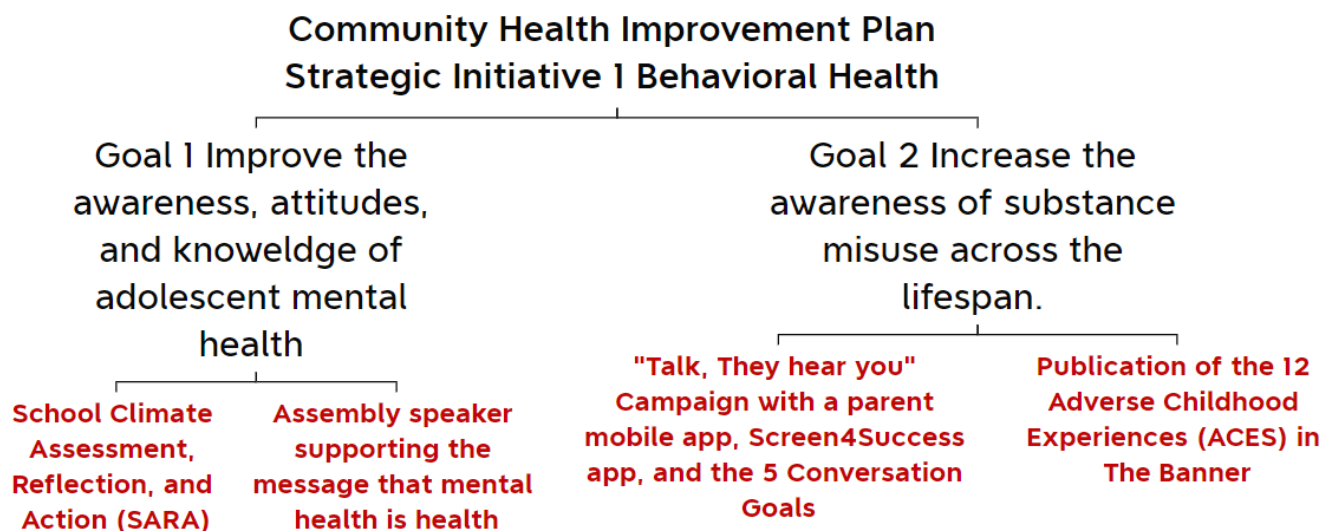 Community Health Improvement Plan
Strategic Initiative 1 Behavioral Health
Goal 1 Improve the
awareness, attitudes,
and knoweldge of
adolescent mental
health
Goal 2 Increase the
awareness of substance
misuse across the
lifespan.
School Climate
Assessment,
Reflection, and
Action (SARA)
Assembly speaker
supporting the
message that mental
health is health
"Talk, They hear you"
Campaign with a parent
mobile app, Screen4Success
app, and the 5 Conversation
Goals
Publication of the 12
Adverse Childhood
Experiences (ACES) in
The Banner